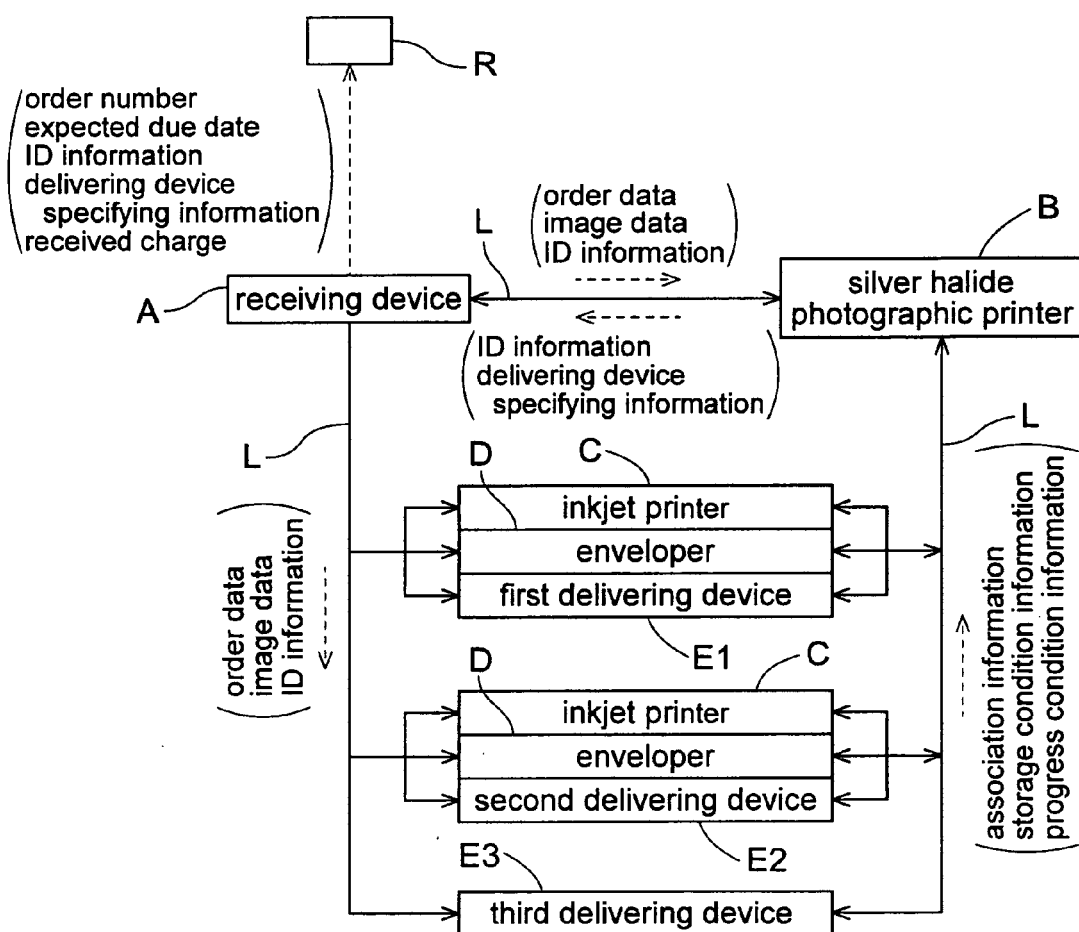 R
order number
expected due date
ID information
delivering device
specifying information
received charge
order data
image data
ID information
L
B
A
receiving device
silver halide
photographic printer
ID information
delivering device
specifying information
L
L
D
C
inkjet printer
enveloper
first delivering device
order data
image data
ID information
association information
storage condition information
progress condition information
E1
D
C
inkjet printer
enveloper
second delivering device
E3
E2
third delivering device